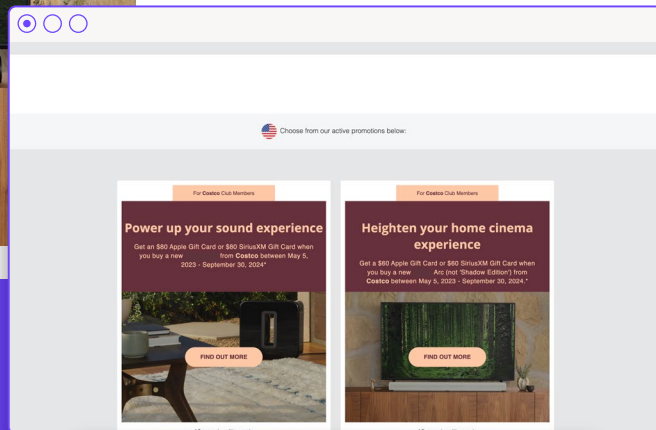 Choose from our active promotions below:
For Costco Club Members
Power up your sound experience
Get an $80 Apple Gift Card or $80 SiriusXM Gift Card when
you buy a new from Costco between May 5,
2023 - September 30, 2024*
FIND OUT MORE
For Costco Club Members
Heighten your home cinema
experience
Get a $60 Apple Gift Card or $60 SiriusXM Gift Card when
you buy a new Arc (not 'Shadow Edition') from
Costco between May 5, 2023 - September 30, 2024.*
FIND OUT MORE